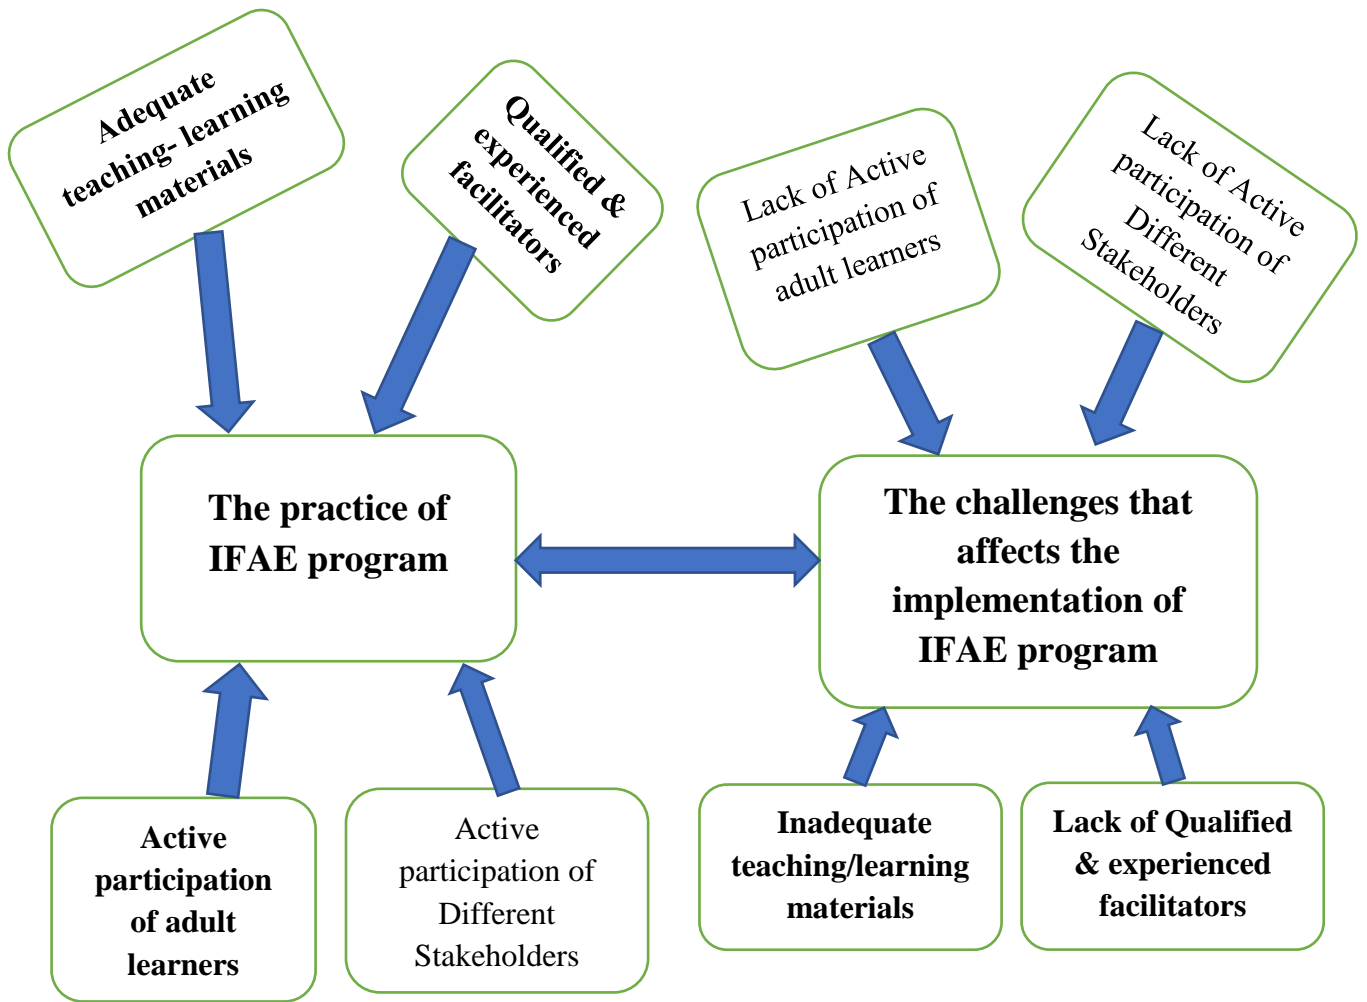 Adequate
teaching- learning
materials
Qualified &
experienced
facilitators
Lack of Active
participation of
adult learners
Lack of Active
participation of
Different
Stakeholders
The practice of
IFAE program
The challenges that
affects the
implementation of
IFAE program
Active
participation
of adult
learners
Active
participation of
Different
Stakeholders
Inadequate
teaching/learning
materials
Lack of Qualified
& experienced
facilitators